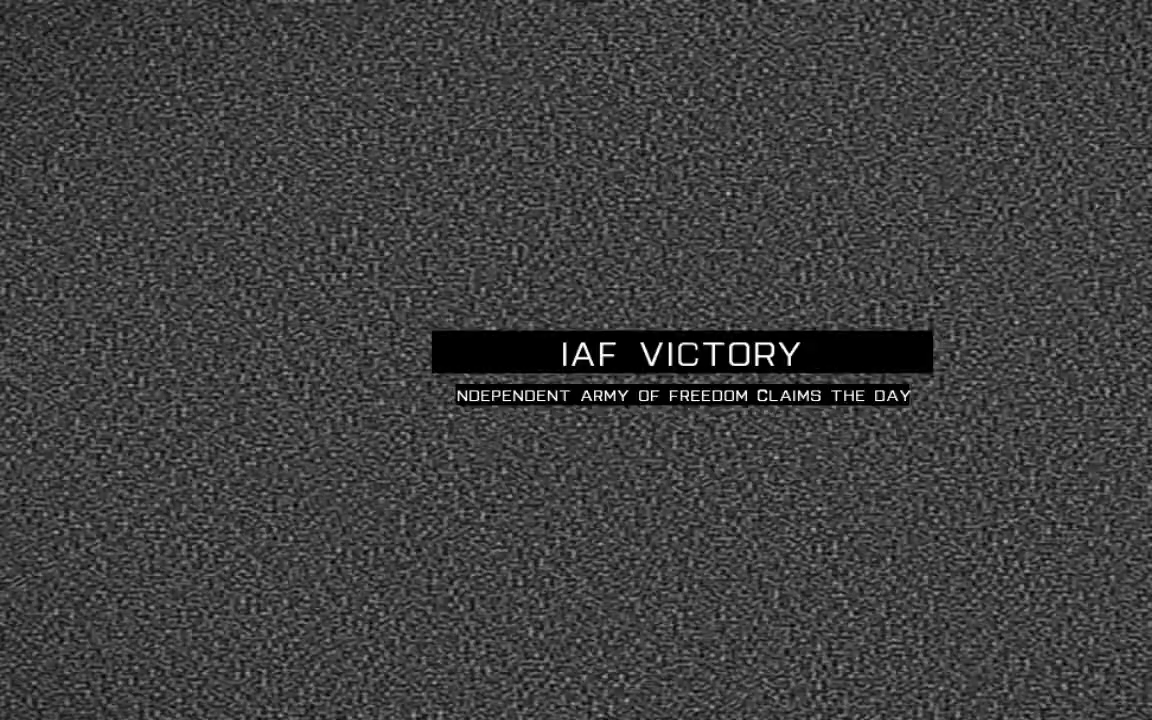 IAF VICTORY
NDEPENDENT ARMY OF FREEDOM CLAIMS THE DAY